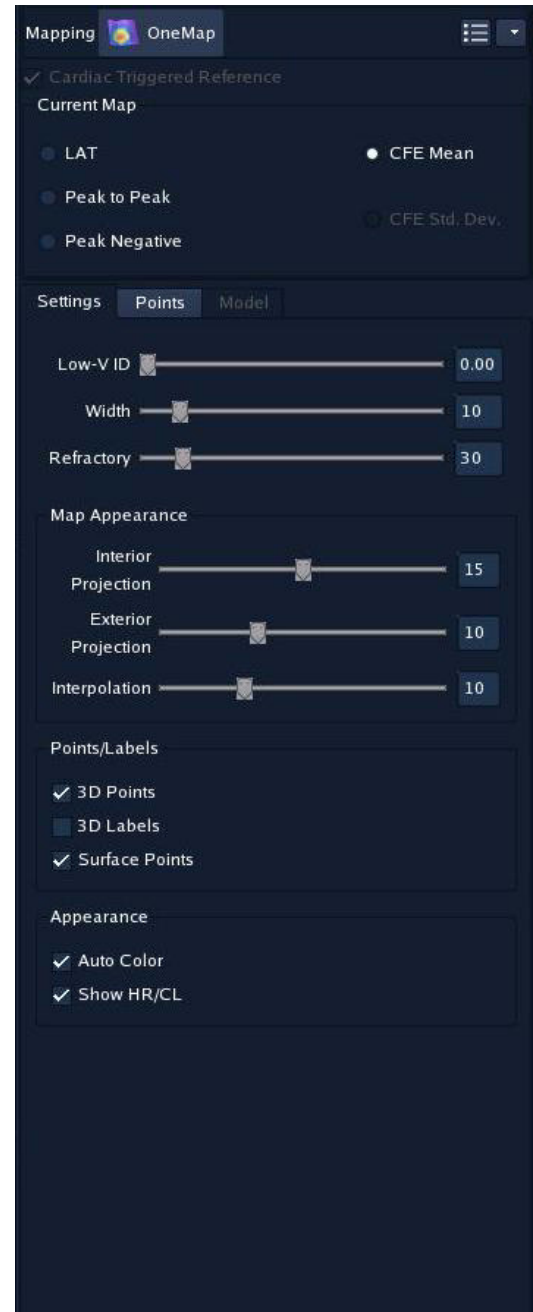 Mapping OneMap
Cardiac Triggered Reference
Current Map
LAT
CFE Mean
Peak to Peak
CFE Std. Dev.
Peak Negative
Settings Points Model
Low-V ID 0.00
Width 10
Refractory 30
Map Appearance
Interior
Projection 15
Exterior
Projection 10
Interpolation 10
Points/Labels
3D Points
3D Labels
Surface Points
Appearance
Auto Color
Show HR/CL